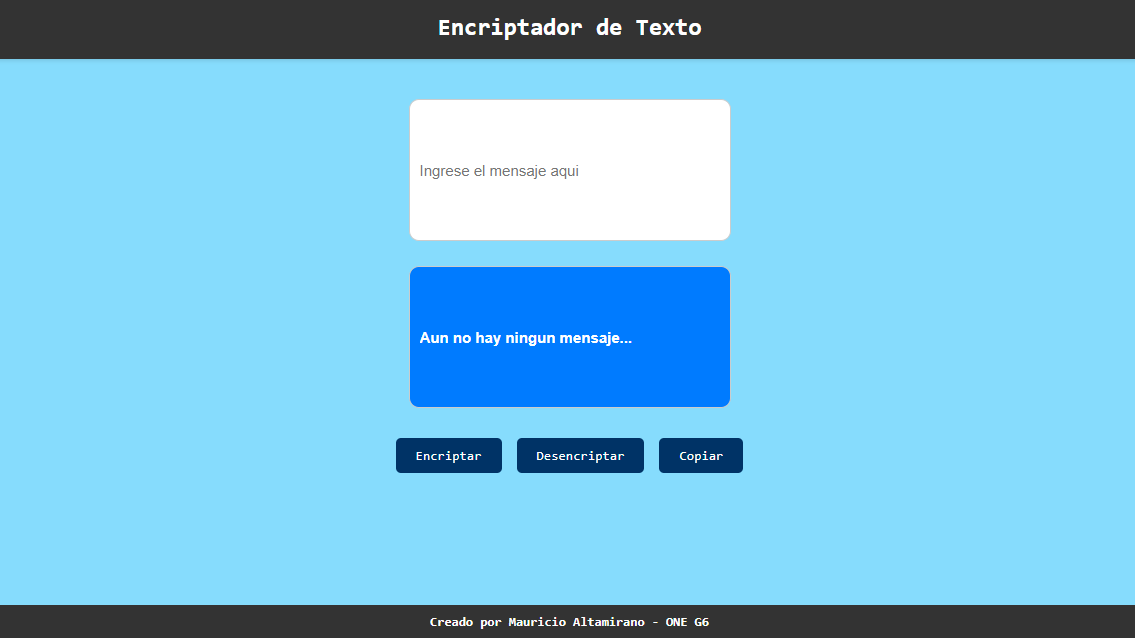 Encriptador de Texto
Ingrese el mensaje aqui
Aun no hay ningun mensaje...
Encriptar Desencriptar Copiar
Creado por Mauricio Altamirano - ONE G6